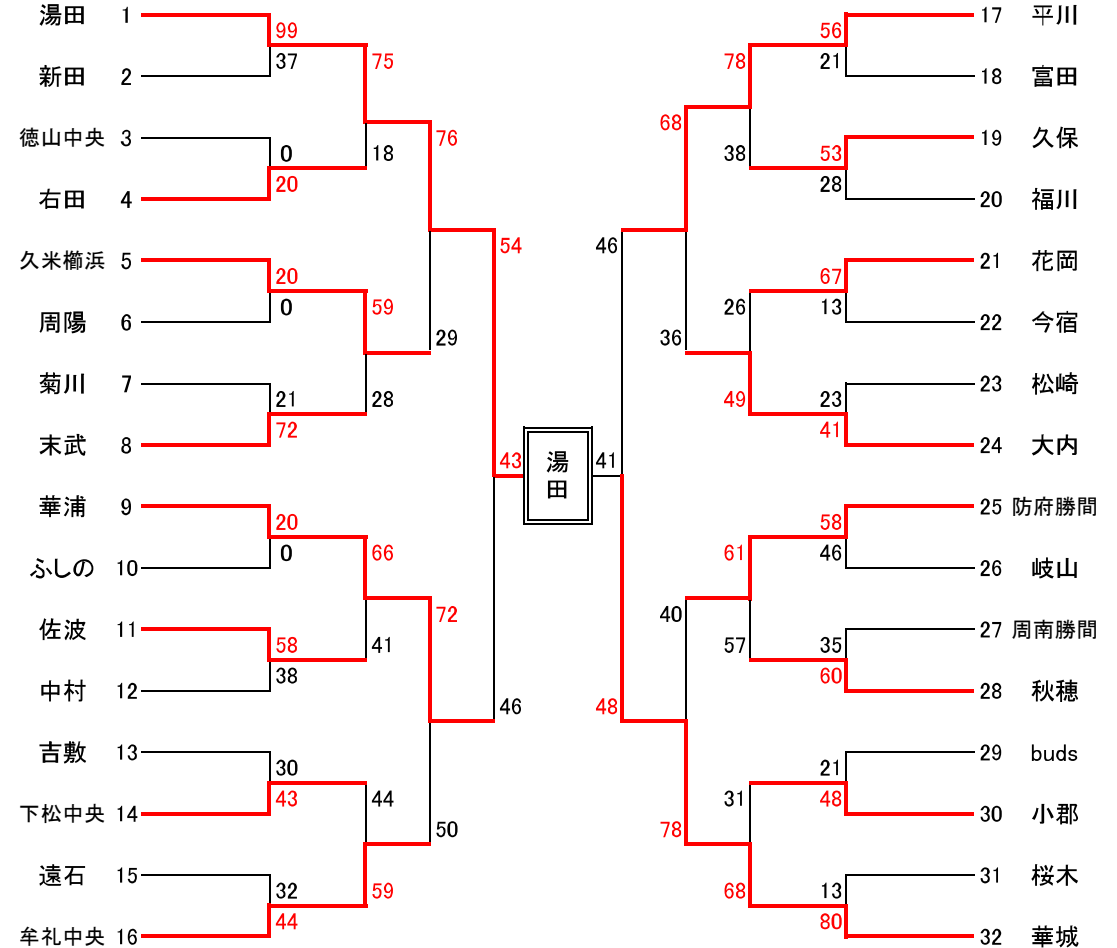 湯田 1
99
37
新田 2
75
徳山中央 3
0
20
右田 4
18
76
久米櫛浜 5
20
0
周陽 6
59
菊川 7
21
72
末武 8
28
29
54
華浦 9
20
0
ふしの 10
66
佐波 11
58
38
中村 12
41
72
吉敷 13
30
43
下松中央 14
44
遠石 15
32
44
牟礼中央 16
59
50
46
43
湯
田
41
17 平川
56
21
18 富田
78
19 久保
53
28
20 福川
38
68
21 花岡
67
13
22 今宿
26
23 松崎
23
41
24 大内
49
36
46
25 防府勝間
58
46
26 岐山
61
27 周南勝間
35
60
28 秋穂
57
40
29 buds
21
48
30 小郡
31
31 桜木
13
80
32 華城
68
78
48